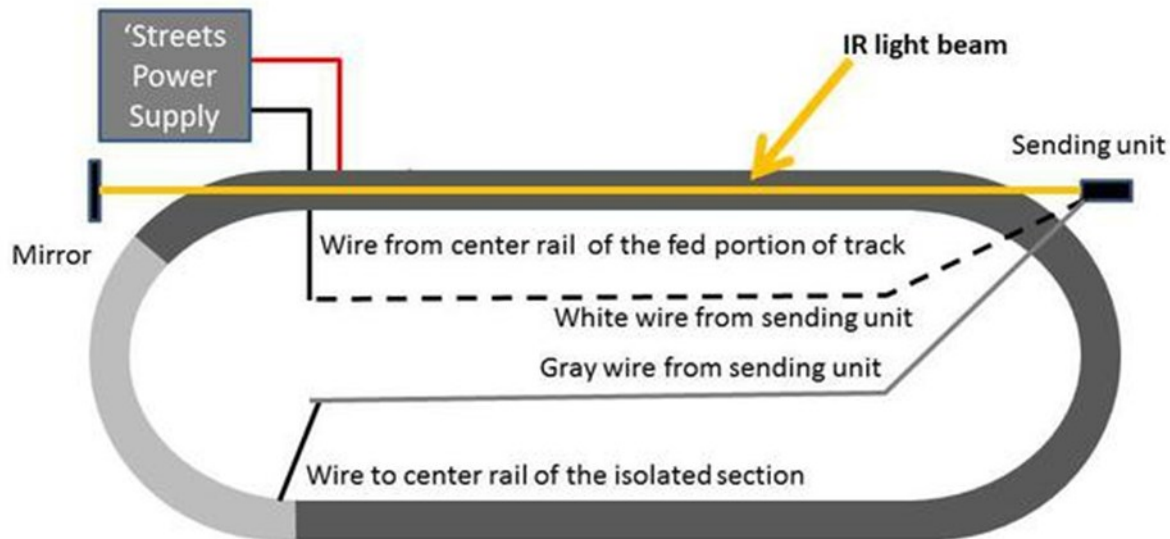 ‘Streets
Power
Supply
IR light beam
Sending unit
Mirror
Wire from center rail of the fed portion of track
White wire from sending unit
Gray wire from sending unit
Wire to center rail of the isolated section